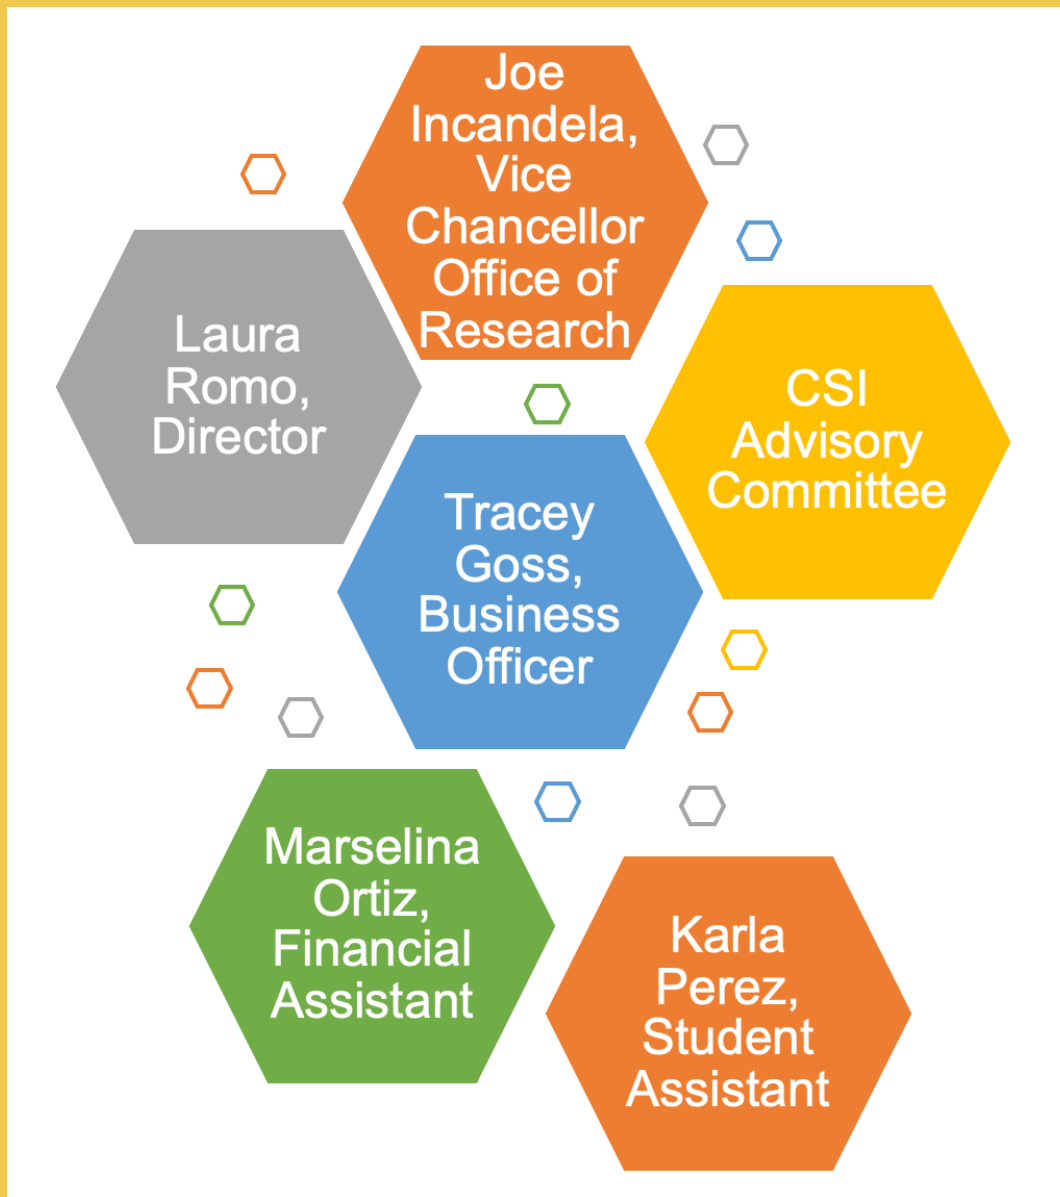 Joe
Incandela,
Vice
Chancellor
Office of
Research
Laura
Romo,
Director
CSI
Advisory
Committee
Tracey
Goss,
Business
Officer
Marselina
Ortiz,
Financial
Assistant
Karla
Perez,
Student
Assistant